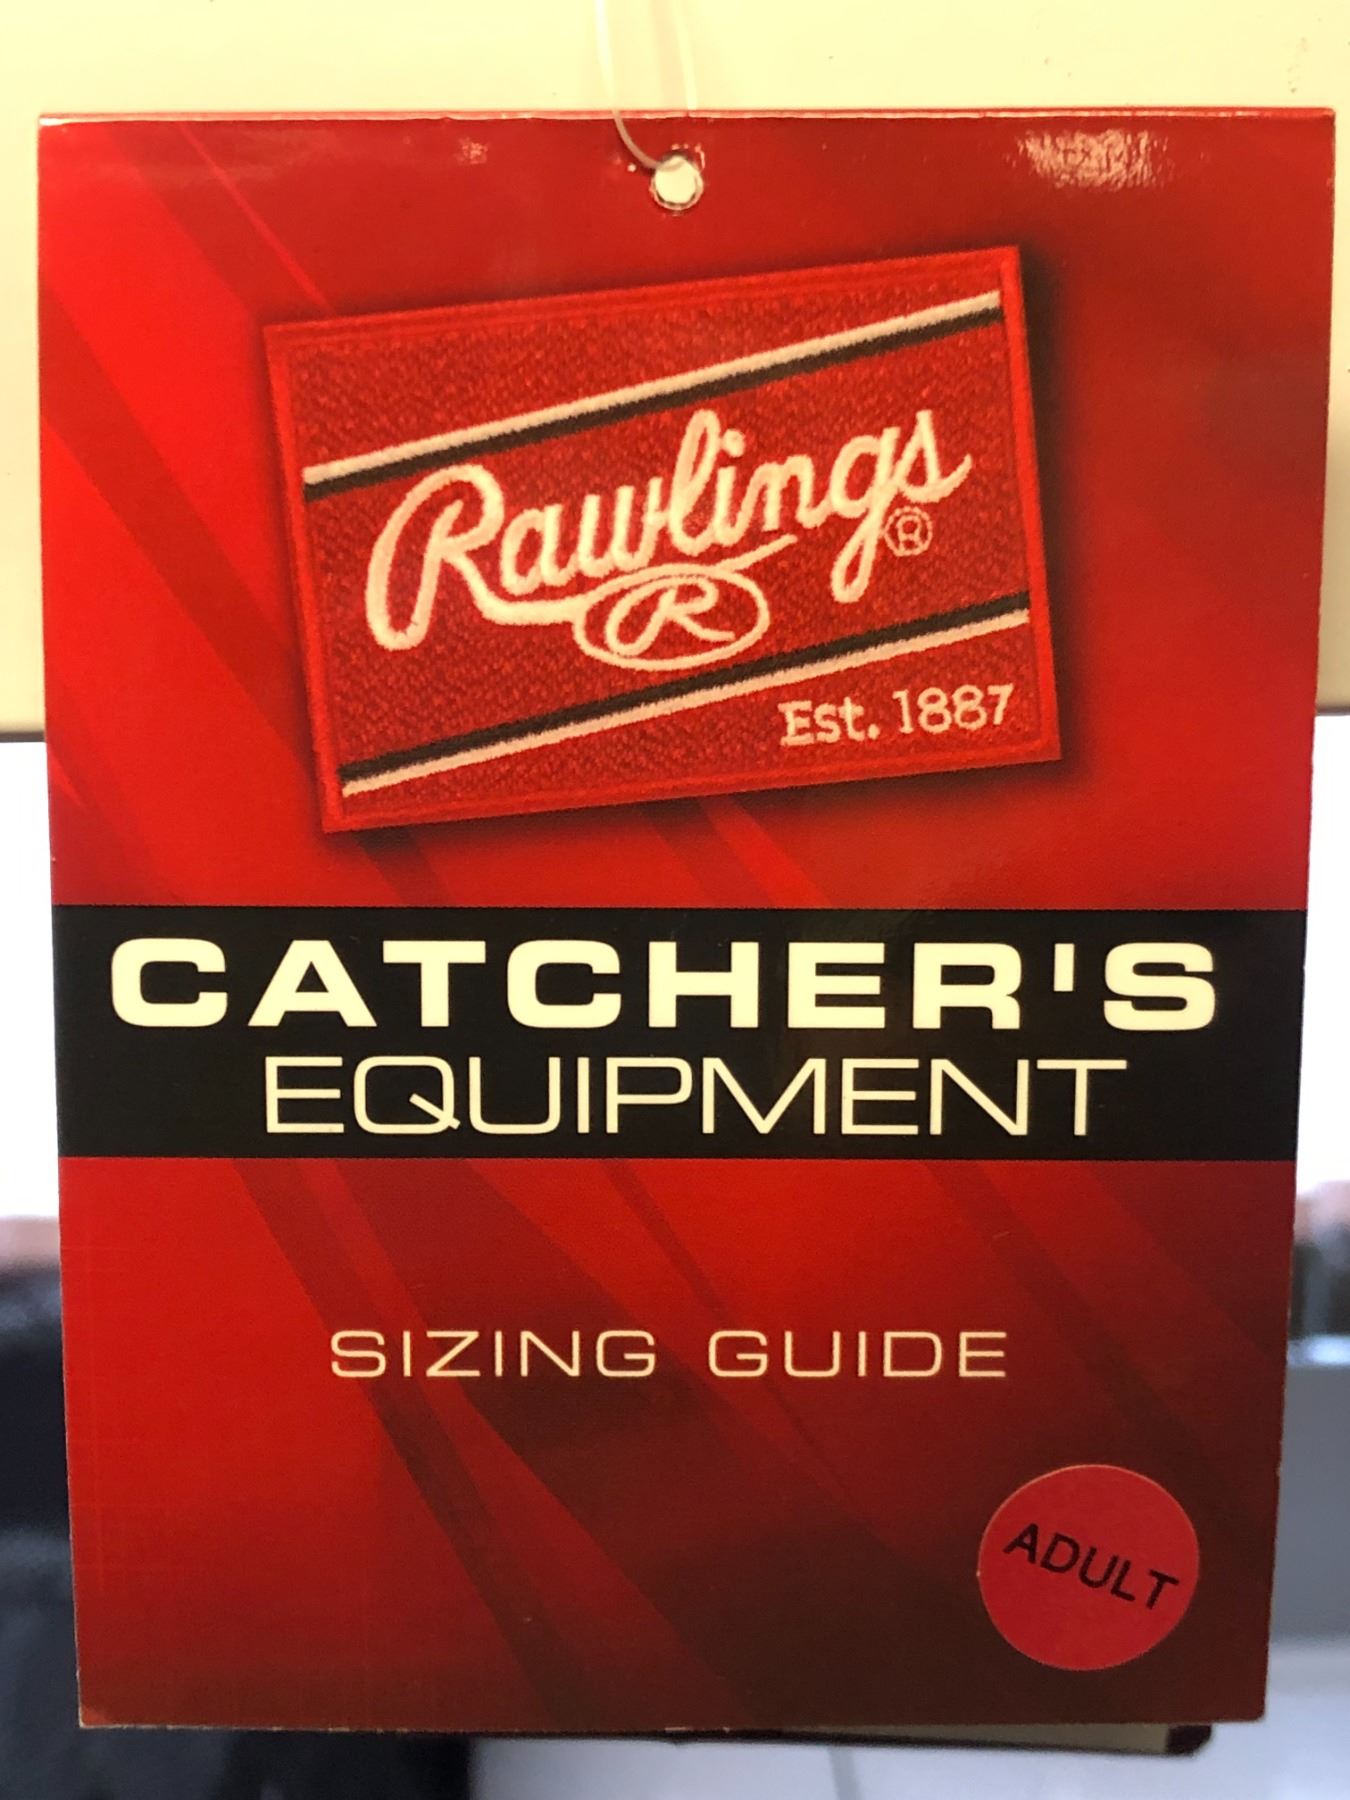 Rawlings®
R
Est. 1887
CATCHER'S
EQUIPMENT
SIZING GUIDE
ADULT